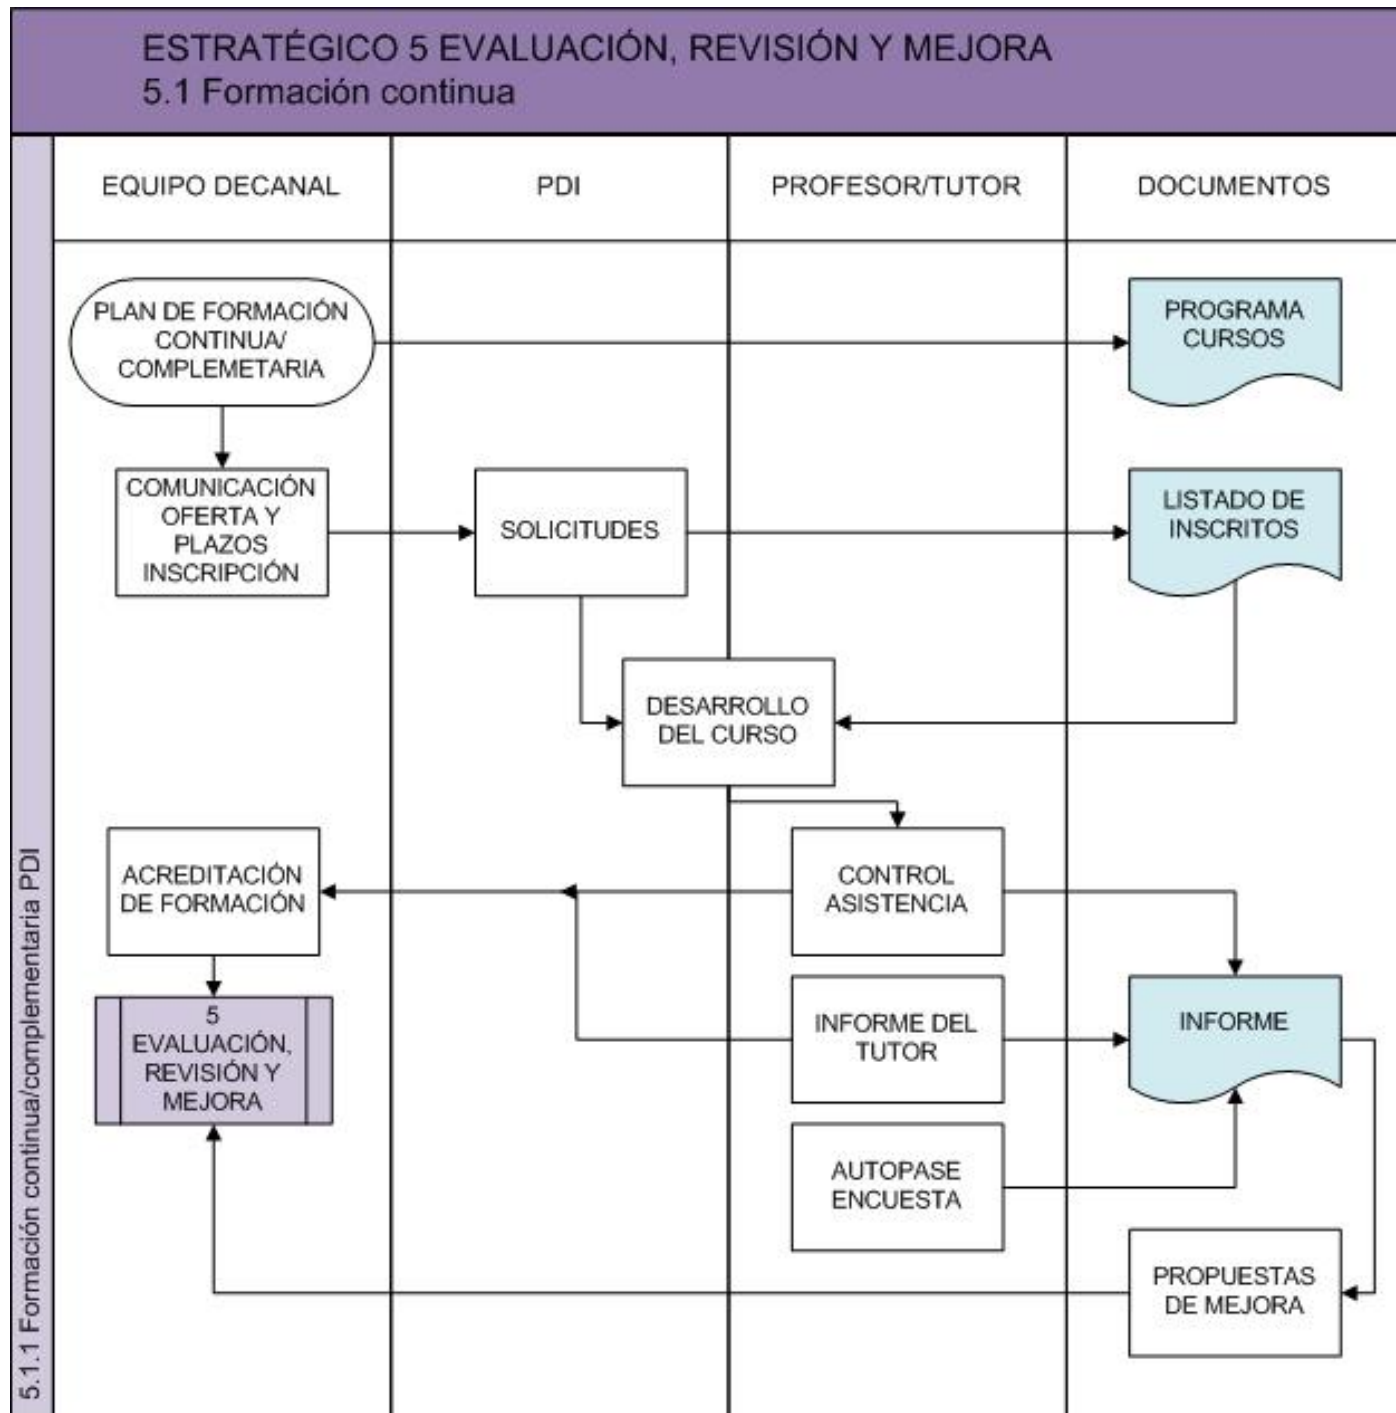 ESTRATÉGICO 5 EVALUACIÓN, REVISIÓN Y MEJORA
5.1 Formación continua
EQUIPO DECANAL
PDI
PROFESOR/TUTOR
DOCUMENTOS
PLAN DE FORMACIÓN
CONTINUA/
COMPLEMETARIA
PROGRAMA
CURSOS
COMUNICACIÓN
OFERTA Y
PLAZOS
INSCRIPCIÓN
SOLICITUDES
LISTADO DE
INSCRITOS
DESARROLLO
DEL CURSO
ACREDITACIÓN
DE FORMACIÓN
CONTROL
ASISTENCIA
5
EVALUACIÓN,
REVISIÓN Y
MEJORA
INFORME DEL
TUTOR
INFORME
AUTOPASE
ENCUESTA
PROPUESTAS
DE MEJORA
5.1.1 Formación continua/complementaria PDI